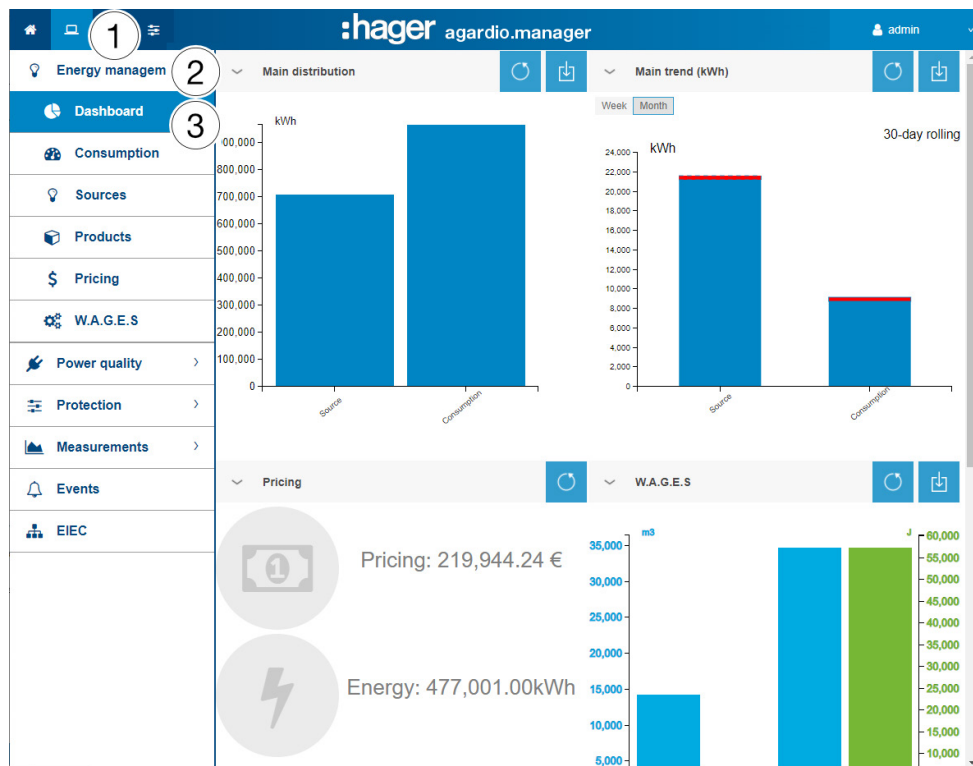 :hager agardio.manager
admin
1
2
3
Energy managem
Dashboard
Consumption
Sources
Products
Pricing
W.A.G.E.S
Power quality
Protection
Measurements
Events
EIEC
Main distribution
kWh
00,000
800,000
700,000
600,000
500,000
400,000
300,000
200,000
100,000
0
Source
Consumption
Main trend (kWh)
Week Month
30-day rolling
kWh
24,000
22,000
20,000
18,000
16,000
14,000
12,000
10,000
8,000
6,000
4,000
2,000
0
Source
Consumption
Pricing
Pricing: 219,944.24 €
1
Energy: 477,001.00kWh
W.A.G.E.S
m3
35,000
30,000
25,000
20,000
15,000
10,000
5,000
J
60,000
55,000
50,000
45,000
40,000
35,000
30,000
25,000
20,000
15,000
10,000